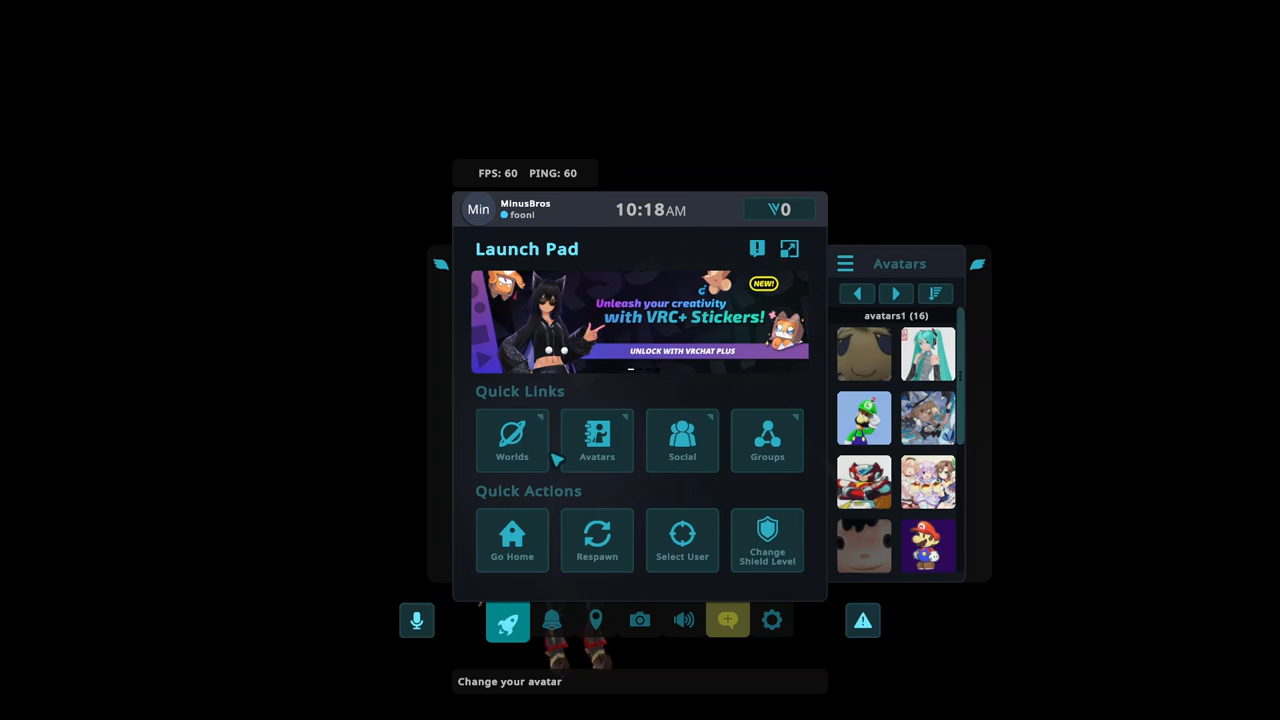 FPS: 60 PING: 60
Min
MinusBros
fooni
10:18AM
0
Launch Pad
NEW!
Unleash your creativity
with VRC+ Stickers!
UNLOCK WITH VRCHAT PLUS
Quick Links
Worlds
Avatars
Social
Groups
Quick Actions
Go Home
Respawn
Select User
Change
Shield Level
Avatars
avatars1 (16)
Change your avatar